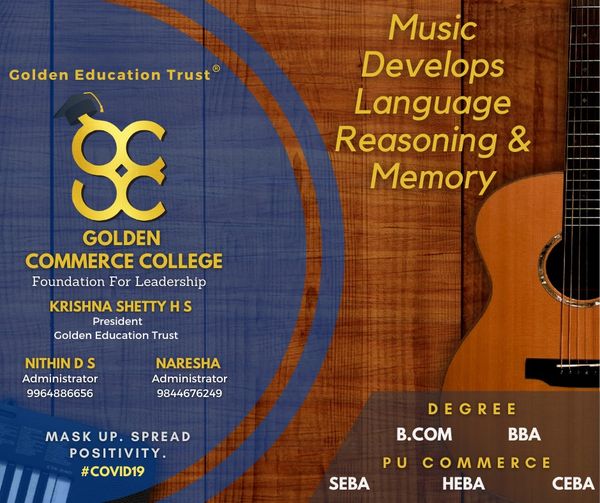 Golden Education Trust®
GOLDEN
COMMERCE COLLEGE
Foundation For Leadership
KRISHNA SHETTY H S
President
Golden Education Trust
NITHIN D S
Administrator
9964886656
NARESHA
Administrator
9844676249
MASK UP. SPREAD
POSITIVITY.
#COVID19
Music
Develops
Language
Reasoning &
Memory
DEGREE
B.COM BBA
PU COMMERCE
SEBA HEBA CEBA